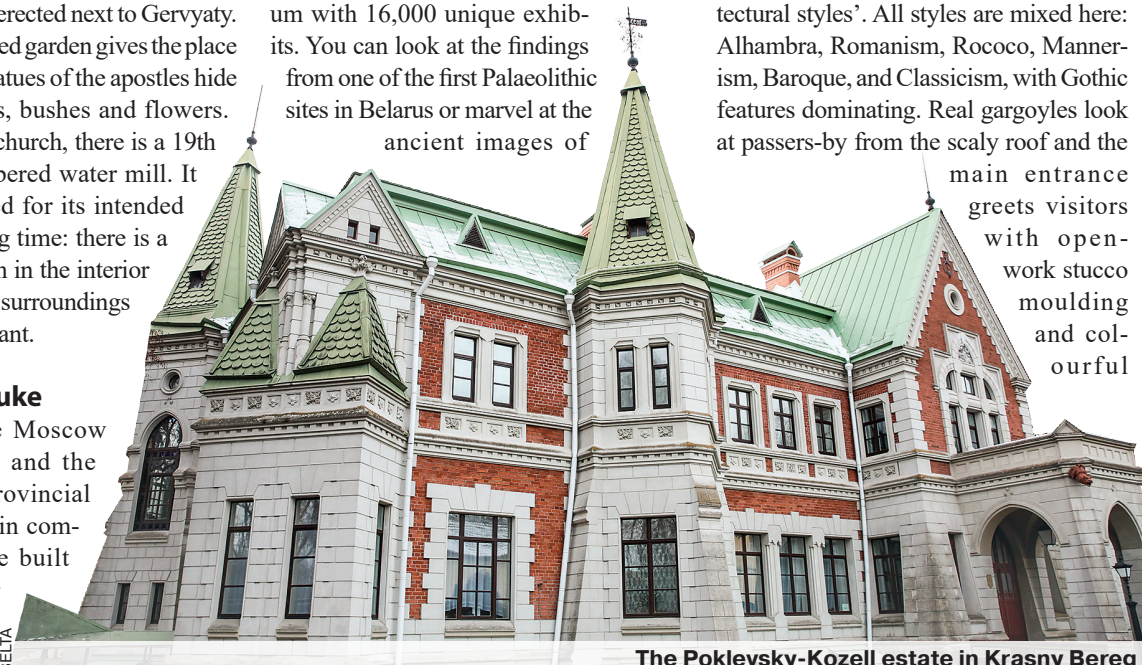 erected next to Gervyaty.
ed garden gives the place
atues of the apostles hide
s, bushes and flowers.
church, there is a 19th
bered water mill. It
ed for its intended
g time: there is a
n in the interior
surroundings
ant.
uke
e Moscow
and the
rovincial
in com-
e built
um with 16,000 unique exhib-
its. You can look at the findings
from one of the first Palaeolithic
sites in Belarus or marvel at the
ancient images of
tectural styles’. All styles are mixed here:
Alhambra, Romanism, Rococo, Manner-
ism, Baroque, and Classicism, with Gothic
features dominating. Real gargoyles look
at passers-by from the scaly roof and the
main entrance
greets visitors
with open-
work stucco
moulding
and col-
ourful
BELTA
The Poklevsky-Kozell estate in Krasny Bereg